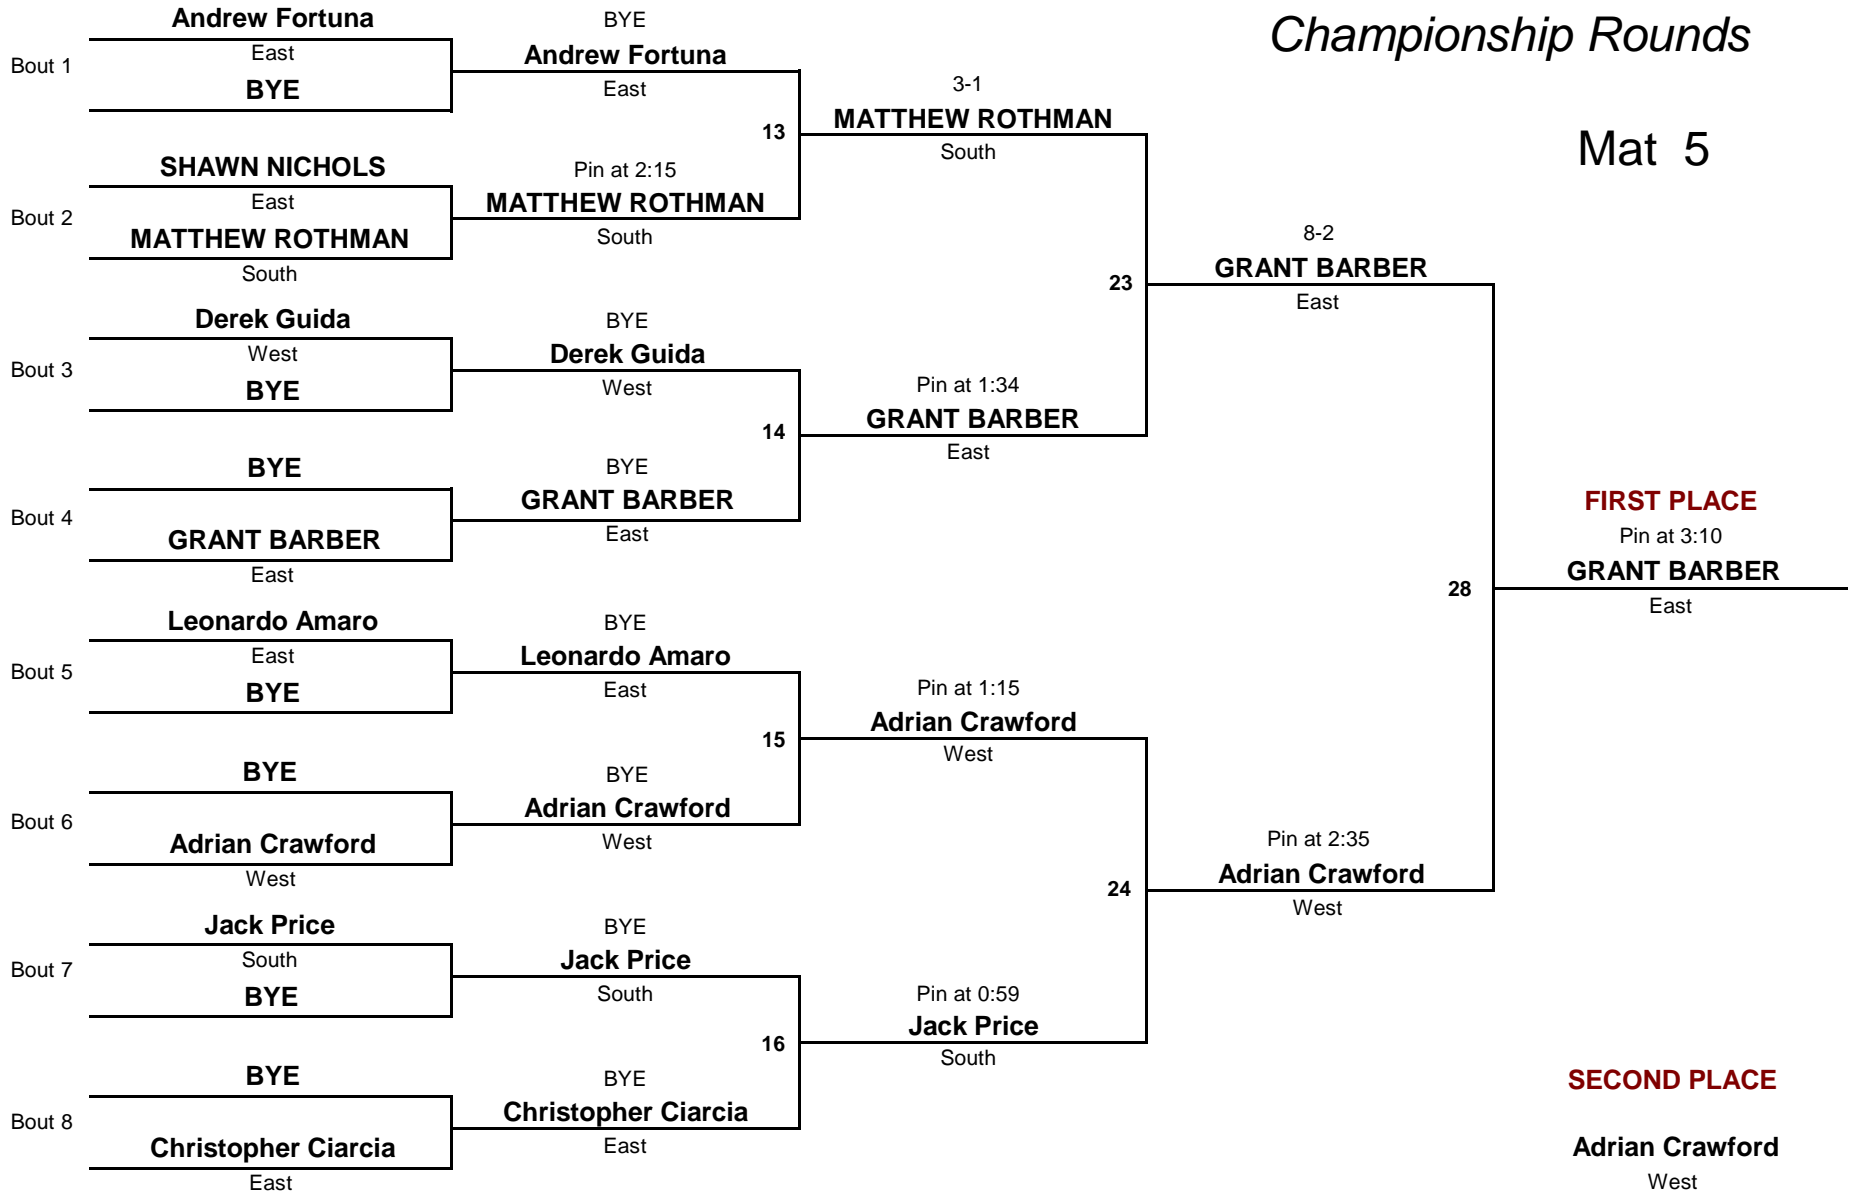 Championship Rounds
Mat 5
Andrew Fortuna
Bout 1
East
BYE
SHAWN NICHOLS
Bout 2
East
MATTHEW ROTHMAN
South
Derek Guida
Bout 3
West
BYE
BYE
Bout 4
GRANT BARBER
East
Leonardo Amaro
Bout 5
East
BYE
BYE
Bout 6
Adrian Crawford
West
Jack Price
Bout 7
South
BYE
BYE
Bout 8
Christopher Ciarcia
East
BYE
Andrew Fortuna
East
13
Pin at 2:15
MATTHEW ROTHMAN
South
BYE
Derek Guida
West
14
BYE
GRANT BARBER
East
BYE
Leonardo Amaro
East
15
BYE
Adrian Crawford
West
BYE
Jack Price
South
16
BYE
Christopher Ciarcia
East
3-1
MATTHEW ROTHMAN
South
23
Pin at 1:34
GRANT BARBER
East
Pin at 1:15
Adrian Crawford
West
24
Pin at 0:59
Jack Price
South
8-2
GRANT BARBER
East
28
Pin at 2:35
Adrian Crawford
West
FIRST PLACE
Pin at 3:10
GRANT BARBER
East
SECOND PLACE
Adrian Crawford
West